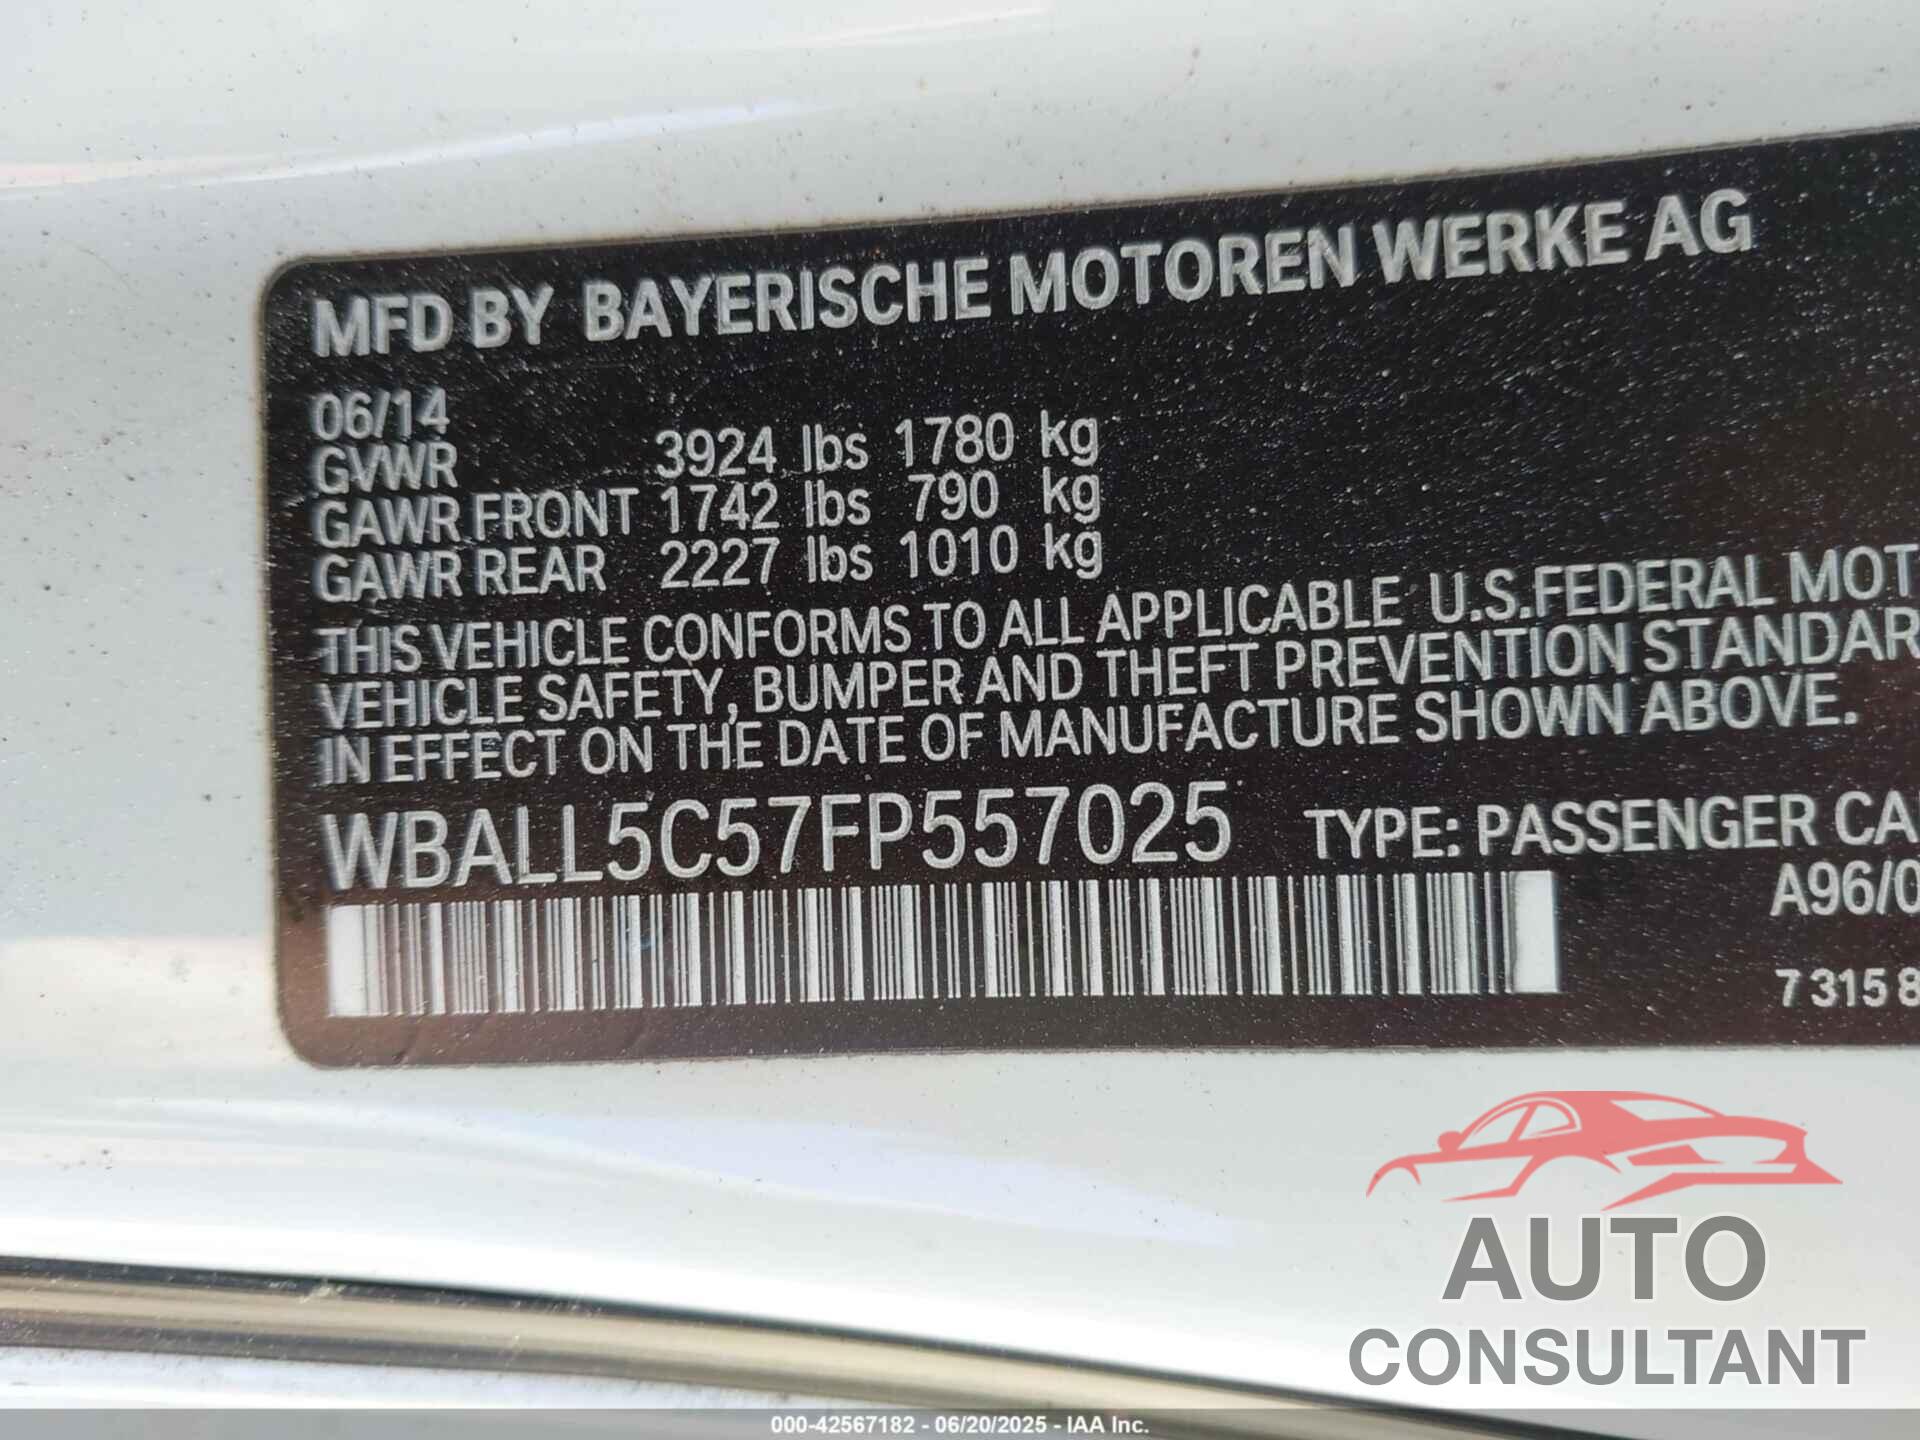 MFD BY BAYERISCHE MOTOREN WERKE AG
06/14
GVWR 3924 lbs 1780 kg
GAWR FRONT 1742 lbs 790 kg
GAWR REAR 2227 lbs 1010 kg
THIS VEHICLE CONFORMS TO ALL APPLICABLE U.S.FEDERAL MOT
VEHICLE SAFETY, BUMPER AND THEFT PREVENTION STANDAR
IN EFFECT ON THE DATE OF MANUFACTURE SHOWN ABOVE.
WBALL5C57FP557025 TYPE: PASSENGER CA
A96/0
7 315 8
AUTO
CONSULTANT
000-42567182 - 06/20/2025 - IAA Inc.